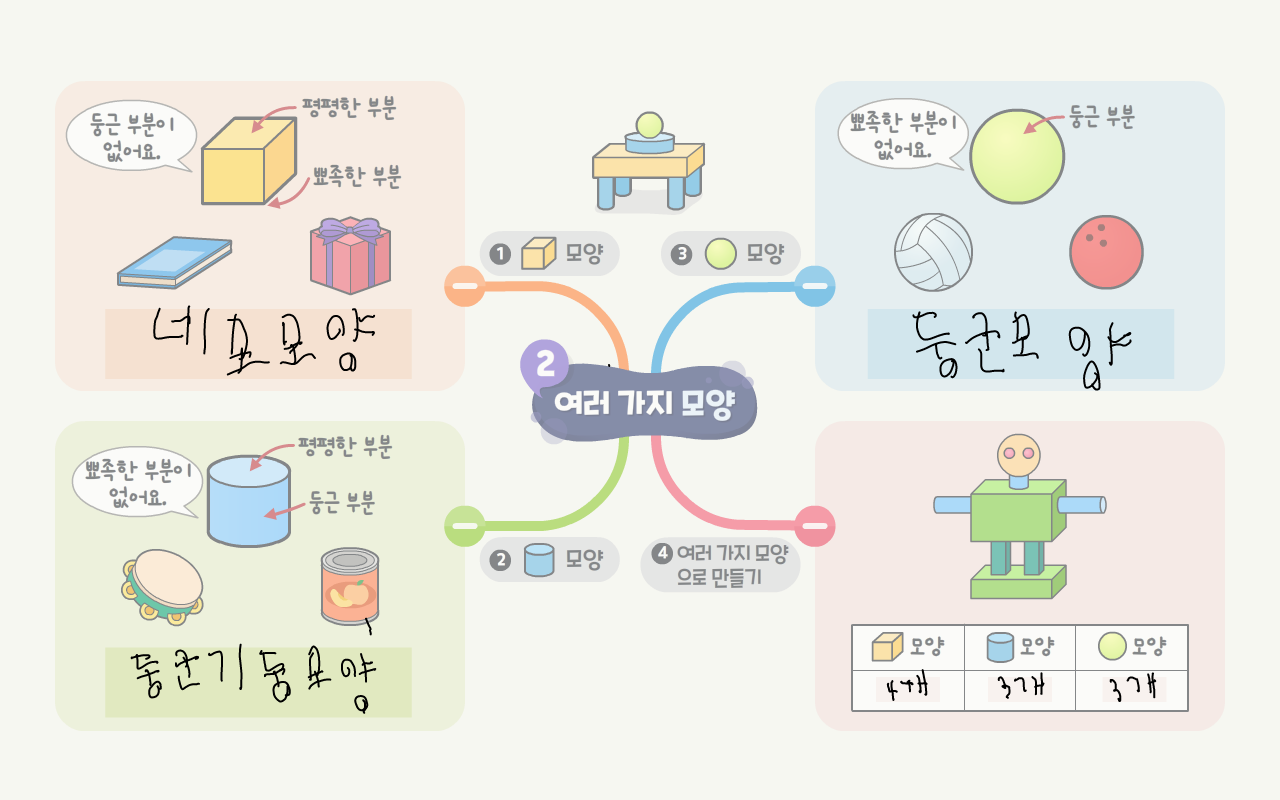 둥근 부분이
없어요.
평평한 부분
뾰족한 부분
네모모양
1 모양
3 모양
뾰족한 부분이
없어요.
둥근 부분
둥근모양
2
여러 가지 모양
뾰족한 부분이
없어요.
평평한 부분
둥근 부분
둥근기둥모양
2 모양
4 여러 가지 모양
으로 만들기
모양 모양 모양
4개 3개 3개